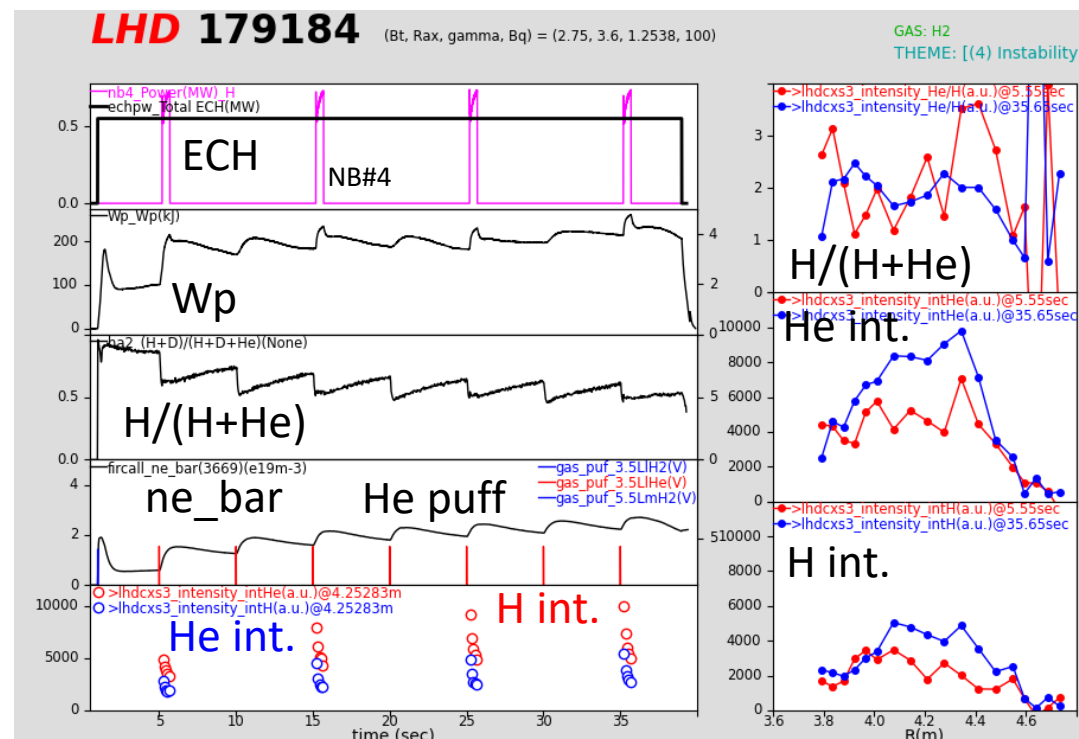 LHD 179184 (Bt, Rax, gamma, Bq) = (2.75, 3.6, 1.2538, 100)
GAS: H2
THEME: [(4) Instability
nb4_Power(MW)_H
echpw_Total ECH(MW)
0.5
ECH
NB#4
0.0
Wp_Wp(kJ)
200
4
100
2
Wp
0
0
ha2_(H+D)/(H+D+He)(None)
0.5
5
H/(H+He)
0.0
0
fircall_ne_bar(3669)(e19m-3)
gas_puf_3.5LlH2(V)
gas_puf_3.5LlHe(V)
gas_puf_5.5LmH2(V)
4
ne_bar
He puff
2
5
0
>lhdcxs3_intensity_intHe(a.u.)@4.25283m
>lhdcxs3_intensity_intH(a.u.)@4.25283m
10000
He int.
H int.
5000
0
5 10 15 20 25 30 35
time (sec)
>lhdcxs3_intensity_He/H(a.u.)@5.55sec
>lhdcxs3_intensity_He/H(a.u.)@35.65sec
3
2
1
H/(H+He)
0
>lhdcxs3_intensity_intHe(a.u.)@5.55sec
>lhdcxs3_intensity_intHe(a.u.)@35.65sec
10000
He int.
8000
6000
4000
2000
0
>lhdcxs3_intensity_intH(a.u.)@5.55sec
>lhdcxs3_intensity_intH(a.u.)@35.65sec
10000
H int.
8000
6000
4000
2000
0
3.6 3.8 4.0 4.2 4.4 4.6
R(m)